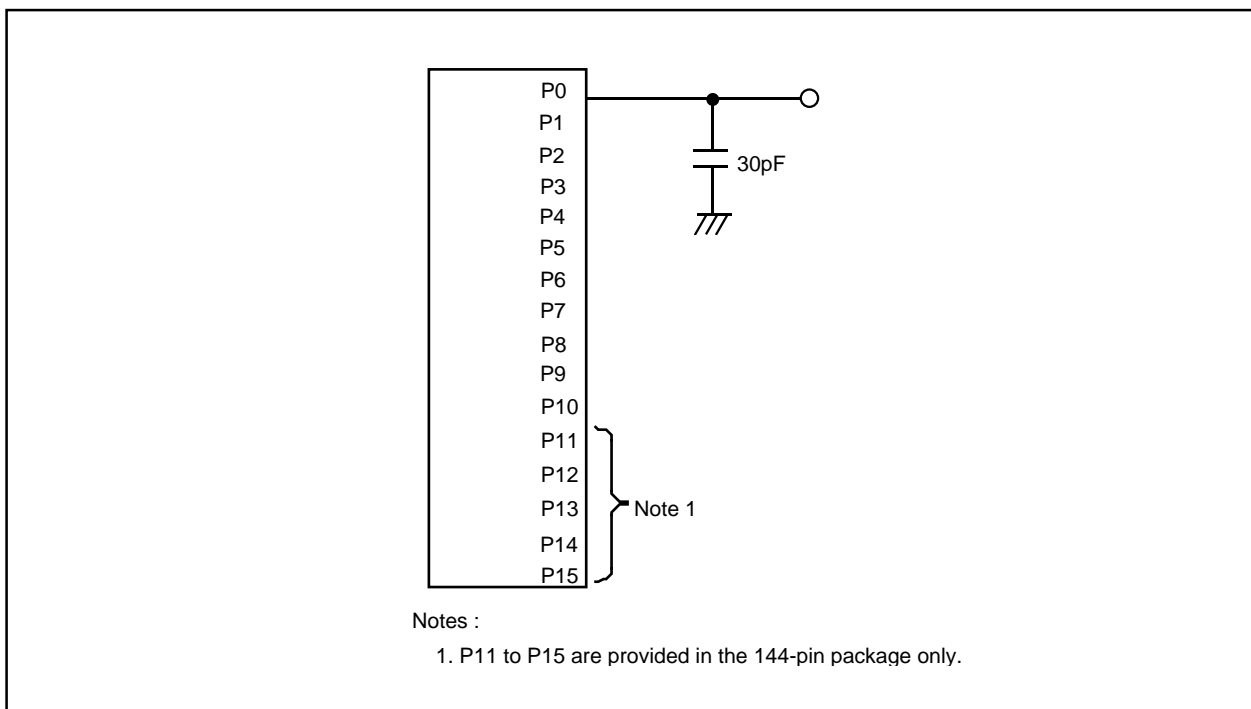 P0
P1
P2
30pF
P3
P4
P5
P6
P7
P8
P9
P10
P11
P12
P13
Note 1
P14
P15
Notes :
1. P11 to P15 are provided in the 144-pin package only.